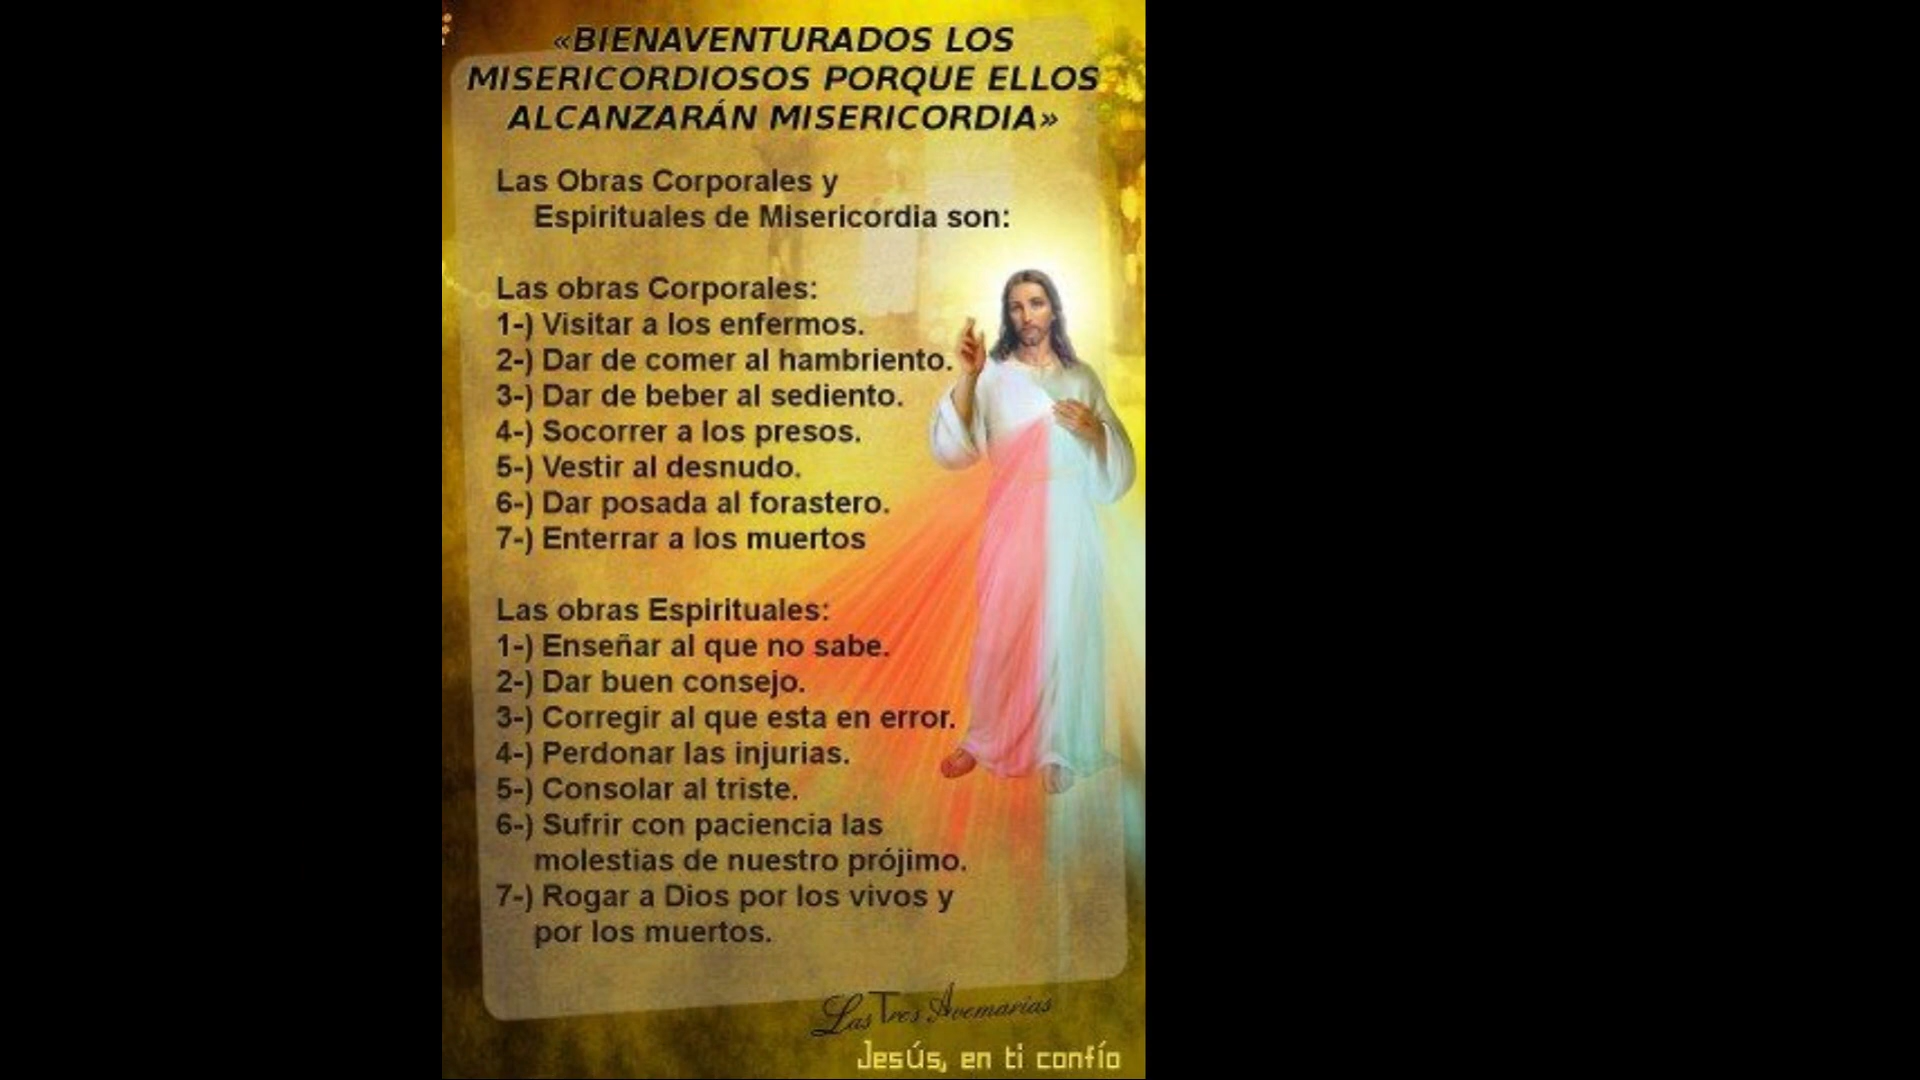 «BIENAVENTURADOS LOS
MISERICORDIOSOS PORQUE ELLOS
ALCANZARÁN MISERICORDIA»
Las Obras Corporales y
Espirituales de Misericordia son:
Las obras Corporales:
1-) Visitar a los enfermos.
2-) Dar de comer al hambriento.
3-) Dar de beber al sediento.
4-) Socorrer a los presos.
5-) Vestir al desnudo.
6-) Dar posada al forastero.
7-) Enterrar a los muertos
Las obras Espirituales:
1-) Enseñar al que no sabe.
2-) Dar buen consejo.
3-) Corregir al que esta en error.
4-) Perdonar las injurias.
5-) Consolar al triste.
6-) Sufrir con paciencia las
molestias de nuestro prójimo.
7-) Rogar a Dios por los vivos y
por los muertos.
Las Tres Avemarías
Jesús, en ti confío